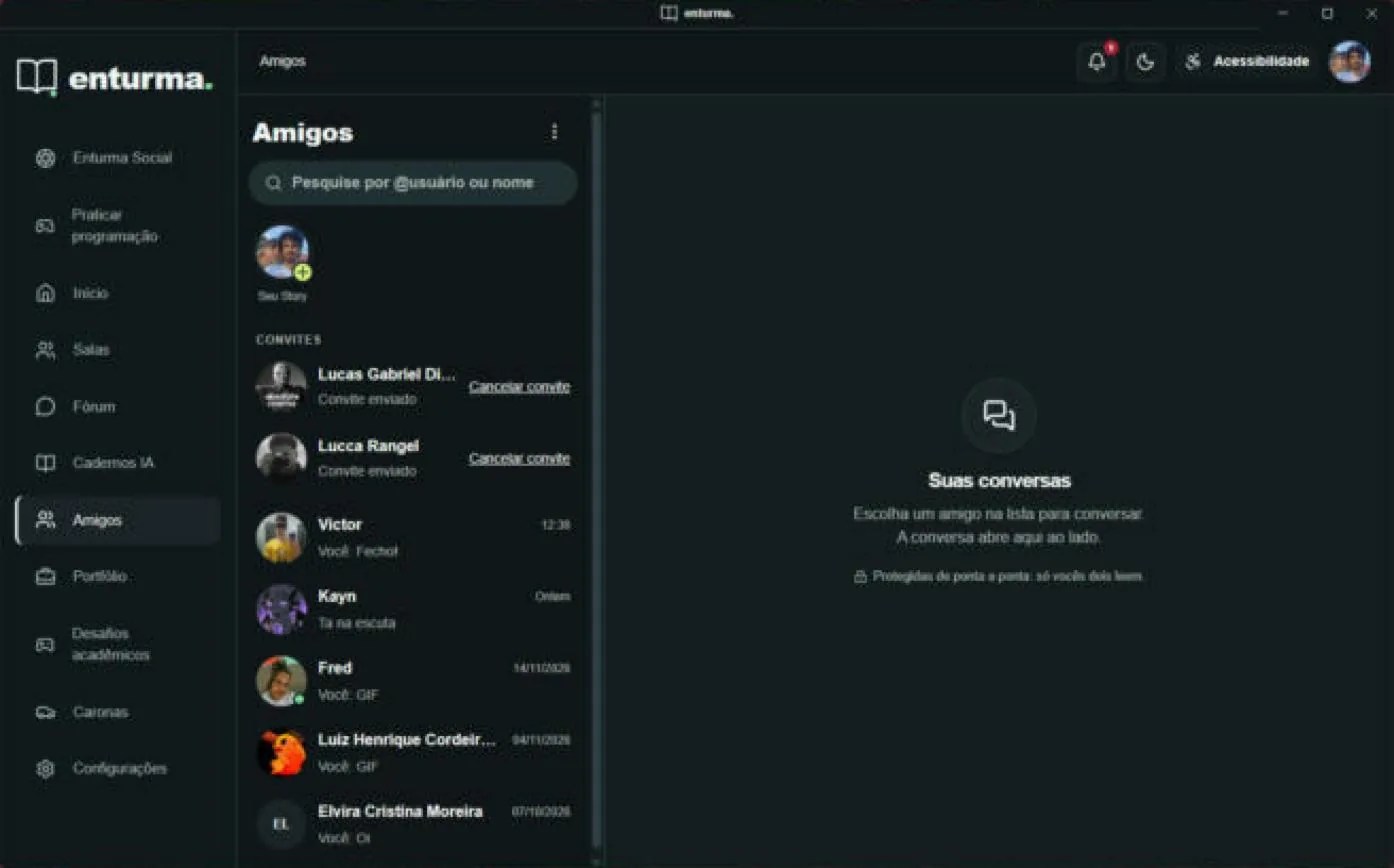 enturma.
enturma.
Amigos
9
Acessibilidade
Enturma Social
Praticar
programação
Início
Salas
Fórum
Cadernos IA
Amigos
Portfólio
Desafios
acadêmicos
Caronas
Configurações
Amigos
Pesquise por @usuário ou nome
Seu Story
CONVITES
Lucas Gabriel Di...
Convite enviado
Cancelar convite
Lucca Rangel
Convite enviado
Cancelar convite
Victor
12:38
Você: Fechot
Kayn
Ontem
Ta na escuta
Fred
14/11/2026
Você: GIF
Luiz Henrique Cordeir...
04/11/2026
Você: GIF
EL
Elvira Cristina Moreira
07/10/2026
Você: Oi
Suas conversas
Escolha um amigo na lista para conversar.
A conversa abre aqui ao lado.
Protegidas de ponta a ponta: só vocês dois leem.